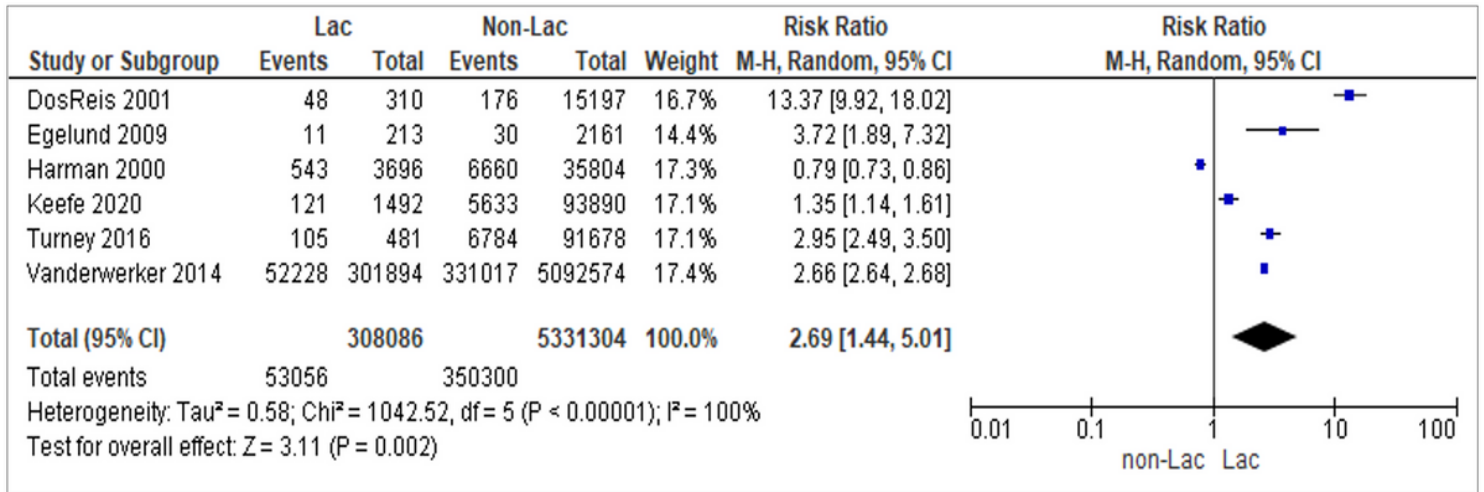 Lac Non-Lac Risk Ratio Risk Ratio
Study or Subgroup Events Total Events Total Weight M-H, Random, 95% CI M-H, Random, 95% CI
DosReis 2001 48 310 176 15197 16.7% 13.37 [9.92, 18.02]
Egelund 2009 11 213 30 2161 14.4% 3.72 [1.89, 7.32]
Harman 2000 543 3696 6660 35804 17.3% 0.79 [0.73, 0.86]
Keefe 2020 121 1492 5633 93890 17.1% 1.35 [1.14, 1.61]
Turney 2016 105 481 6784 91678 17.1% 2.95 [2.49, 3.50]
Vanderwerker 2014 52228 301894 331017 5092574 17.4% 2.66 [2.64, 2.68]
Total (95% CI) 308086 5331304 100.0% 2.69 [1.44, 5.01]
Total events 53056 350300
Heterogeneity: Tau² = 0.58; Chi² = 1042.52, df = 5 (P < 0.00001); I² = 100%
Test for overall effect: Z = 3.11 (P = 0.002)
0.01 0.1 1 10 100
non-Lac Lac